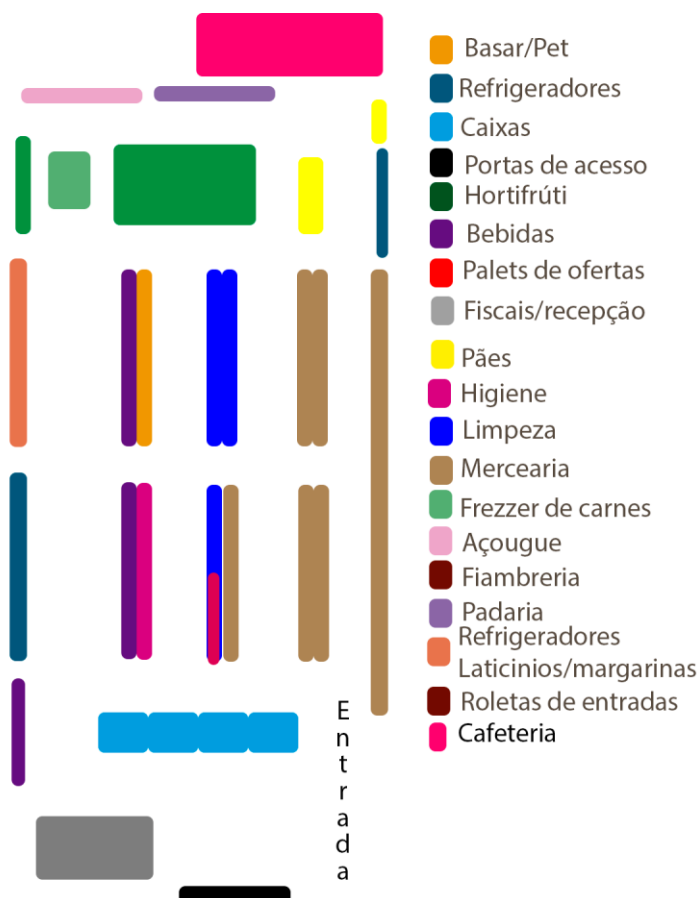 Basar/Pet
Refrigeradores
Caixas
Portas de acesso
Hortifrúti
Bebidas
Palets de ofertas
Fiscais/recepção
Pães
Higiene
Limpeza
Mercearia
Frezzer de carnes
Açougue
Fiambreria
Padaria
Refrigeradores
Laticinios/margarinas
Roletas de entradas
Cafeteria
Entrada